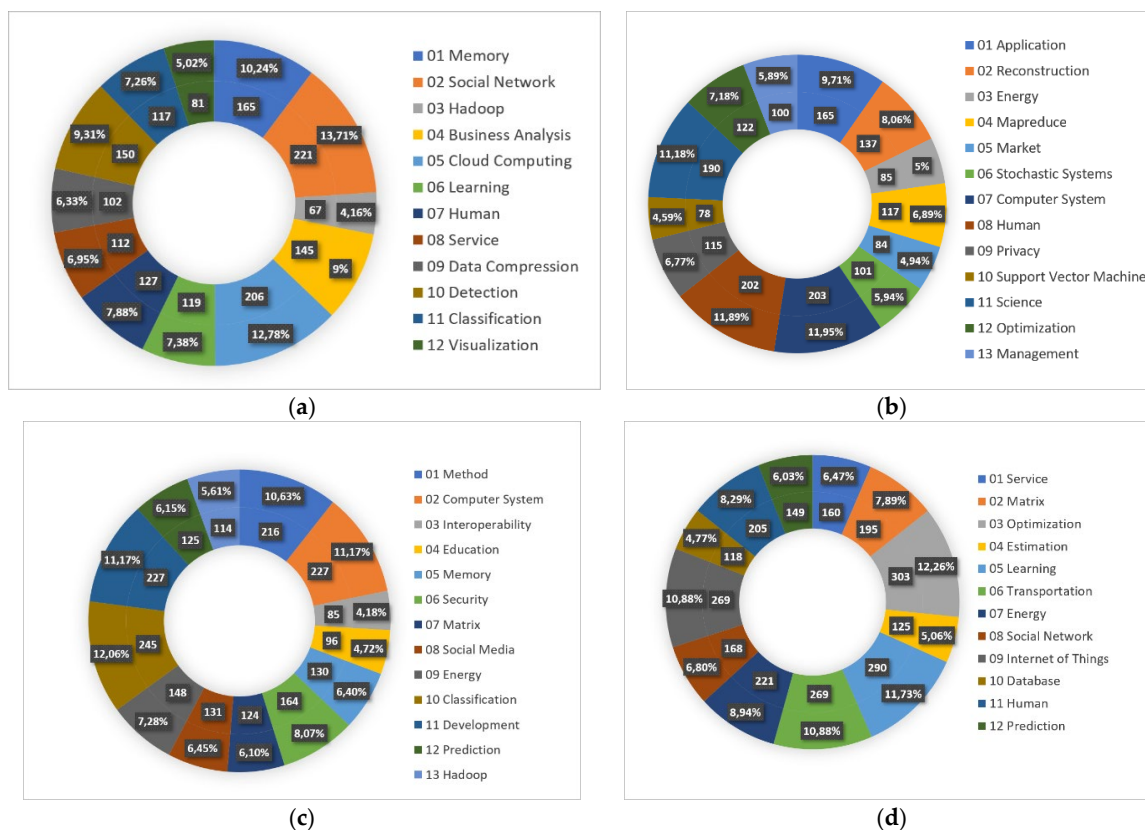 5,02%
10,24%
7,26%
81
165
117
13,71%
9,31%
221
150
6,33%
102
67
4,16%
112
6,95%
145
9%
127
206
7,88%
119
12,78%
7,38%
01 Memory
02 Social Network
03 Hadoop
04 Business Analysis
05 Cloud Computing
06 Learning
07 Human
08 Service
09 Data Compression
10 Detection
11 Classification
12 Visualization
(a)
5,89%
9,71%
7,18%
100
165
8,06%
122
137
11,18%
190
85
5%
4,59%
78
117
6,89%
115
6,77%
84
4,94%
101
202
203
5,94%
11,89%
11,95%
01 Application
02 Reconstruction
03 Energy
04 Mapreduce
05 Market
06 Stochastic Systems
07 Computer System
08 Human
09 Privacy
10 Support Vector Machine
11 Science
12 Optimization
13 Management
(b)
5,61%
10,63%
6,15%
114
216
125
11,17%
11,17%
227
227
85
4,18%
96
4,72%
245
12,06%
130
6,40%
148
164
131
124
7,28%
8,07%
6,45%
6,10%
01 Method
02 Computer System
03 Interoperability
04 Education
05 Memory
06 Security
07 Matrix
08 Social Media
09 Energy
10 Classification
11 Development
12 Prediction
13 Hadoop
(c)
6,03%
6,47%
8,29%
149
160
7,89%
205
195
4,77%
118
12,26%
303
10,88%
269
125
5,06%
168
6,80%
290
221
269
11,73%
8,94%
10,88%
01 Service
02 Matrix
03 Optimization
04 Estimation
05 Learning
06 Transportation
07 Energy
08 Social Network
09 Internet of Things
10 Database
11 Human
12 Prediction
(d)